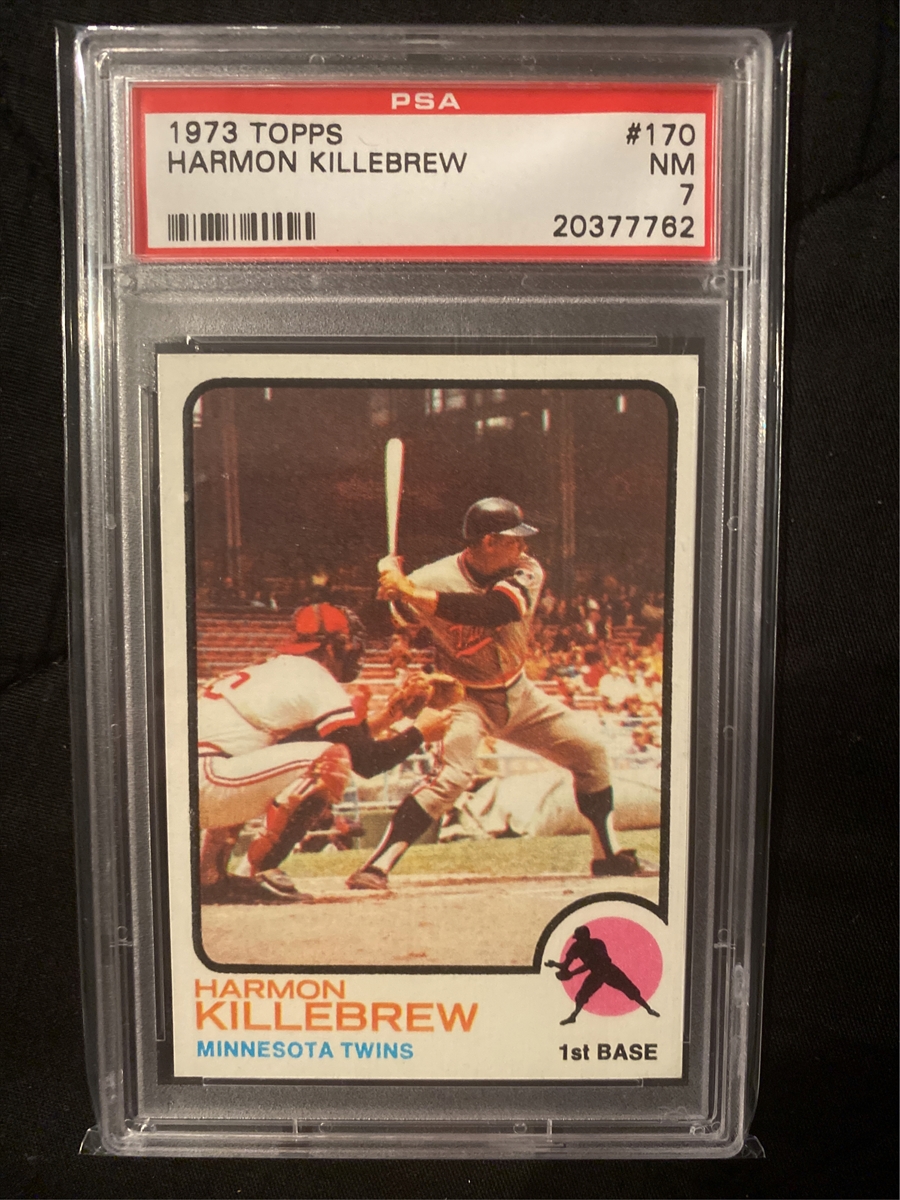 PSA
1973 TOPPS #170
HARMON KILLEBREW NM
7
20377762
HARMON
KILLEBREW
MINNESOTA TWINS
1st BASE